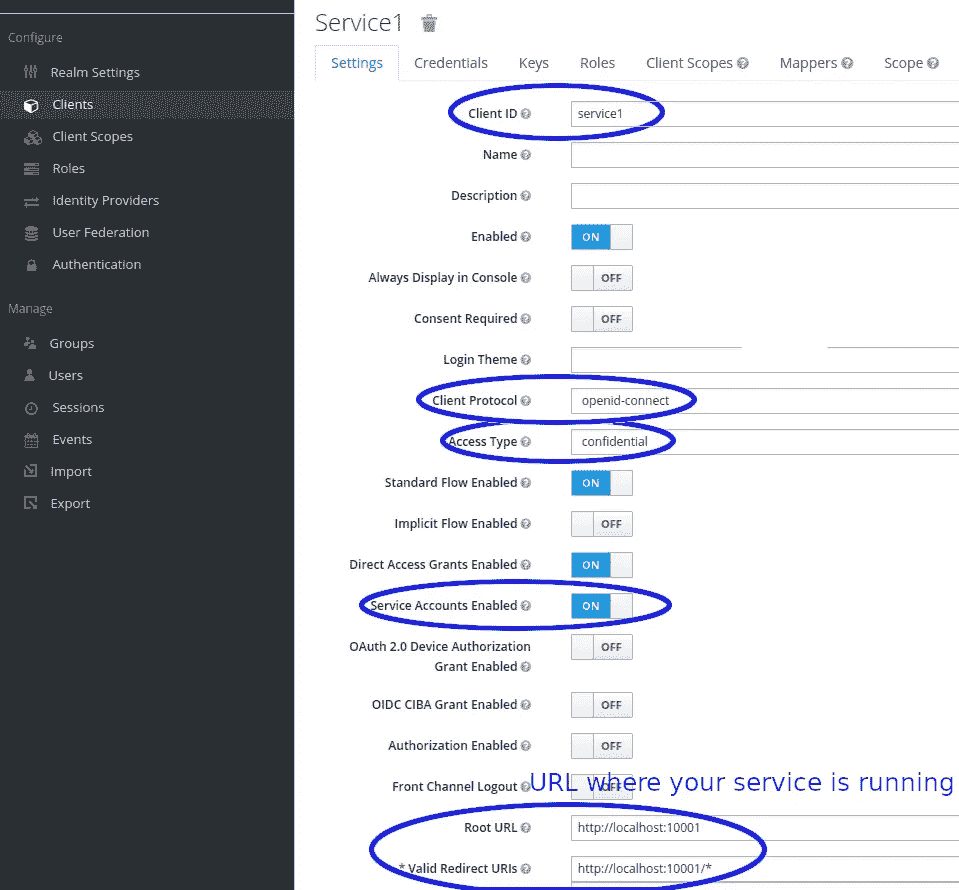 Service1
Configure
Realm Settings
Clients
Client Scopes
Roles
Identity Providers
User Federation
Authentication
Manage
Groups
Users
Sessions
Events
Import
Export
Settings Credentials Keys Roles Client Scopes Mappers Scope
Client ID service1
Name
Description
Enabled ON
Always Display in Console OFF
Consent Required OFF
Login Theme
Client Protocol openid-connect
Access Type confidential
Standard Flow Enabled ON
Implicit Flow Enabled OFF
Direct Access Grants Enabled ON
Service Accounts Enabled ON
OAuth 2.0 Device Authorization OFF
Grant Enabled
OIDC CIBA Grant Enabled OFF
Authorization Enabled OFF
URL where your service is running
Front Channel Logout OFF
Root URL http://localhost:10001
* Valid Redirect URIs http://localhost:10001/*